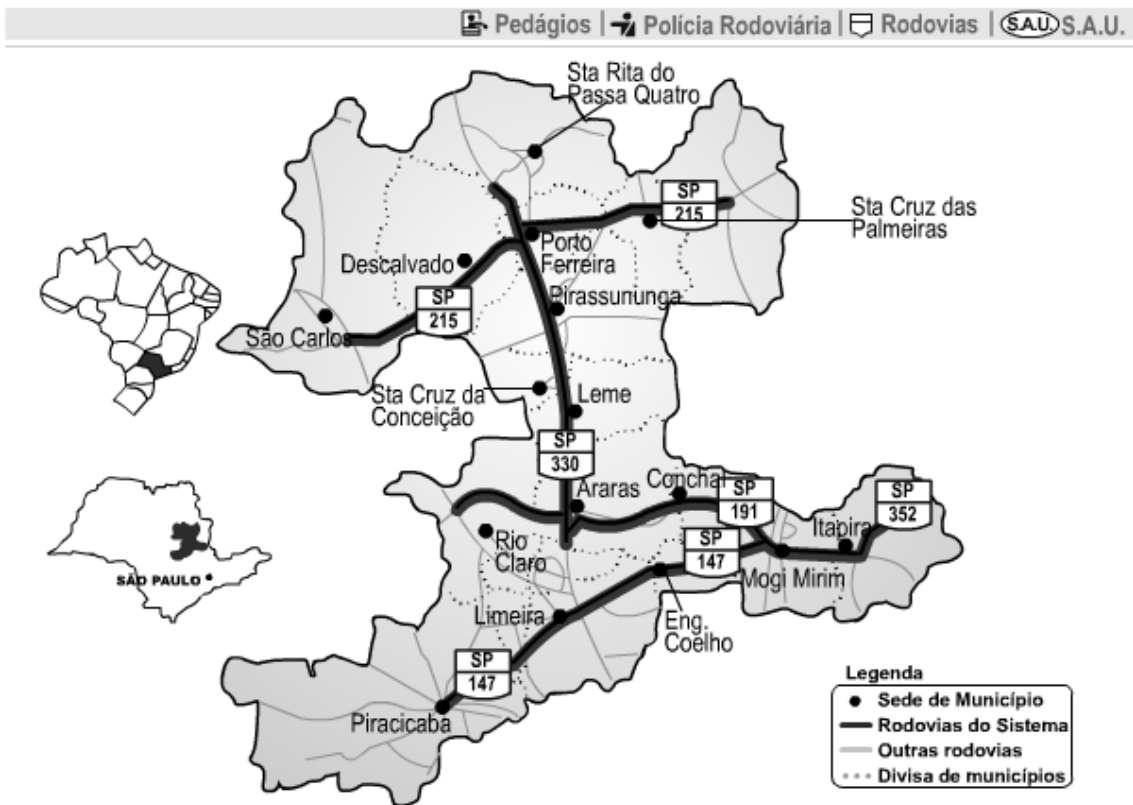 Pedágios | Polícia Rodoviária | Rodovias | S.A.U. S.A.U.
Sta Rita do
Passa Quatro
SP
215
Sta Cruz das
Palmeiras
Porto
Ferreira
Descalvado
Pirassununga
SP
215
São Carlos
Sta Cruz da
Conceição
Leme
SP
330
Araras
Conchal
SP
191
SP
352
Itapira
Rio
Claro
SP
147
Mogi Mirim
Limeira
Eng.
Coelho
SP
147
Piracicaba
SÃO PAULO
Legenda
Sede de Município
Rodovias do Sistema
Outras rodovias
Divisa de municípios